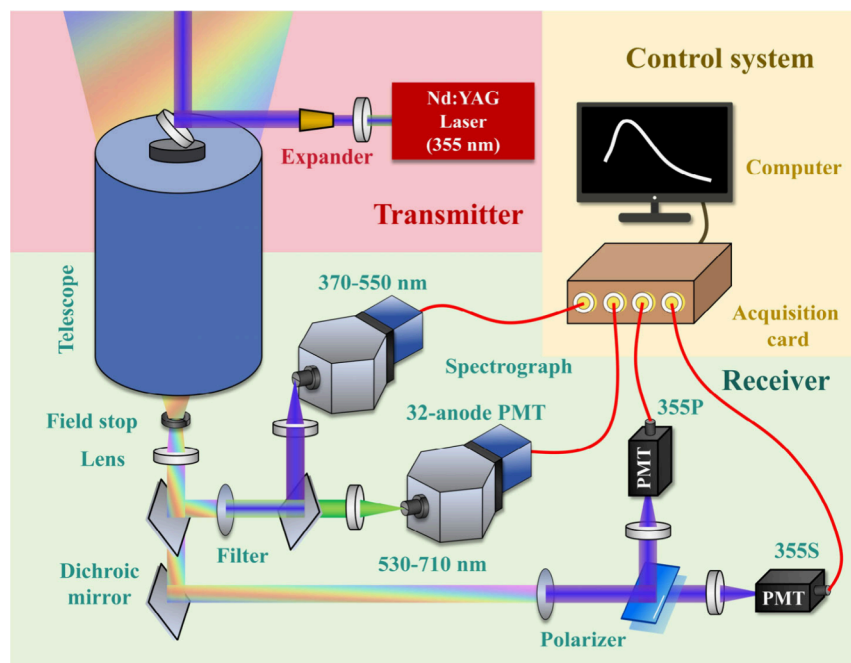 Control system
Nd:YAG
Laser
(355 nm)
Expander
Computer
Transmitter
Telescope
370-550 nm
Acquisition
card
Spectrograph
Receiver
355P
Field stop
32-anode PMT
Lens
PMT
Filter
530-710 nm
355S
Dichroic
mirror
PMT
Polarizer